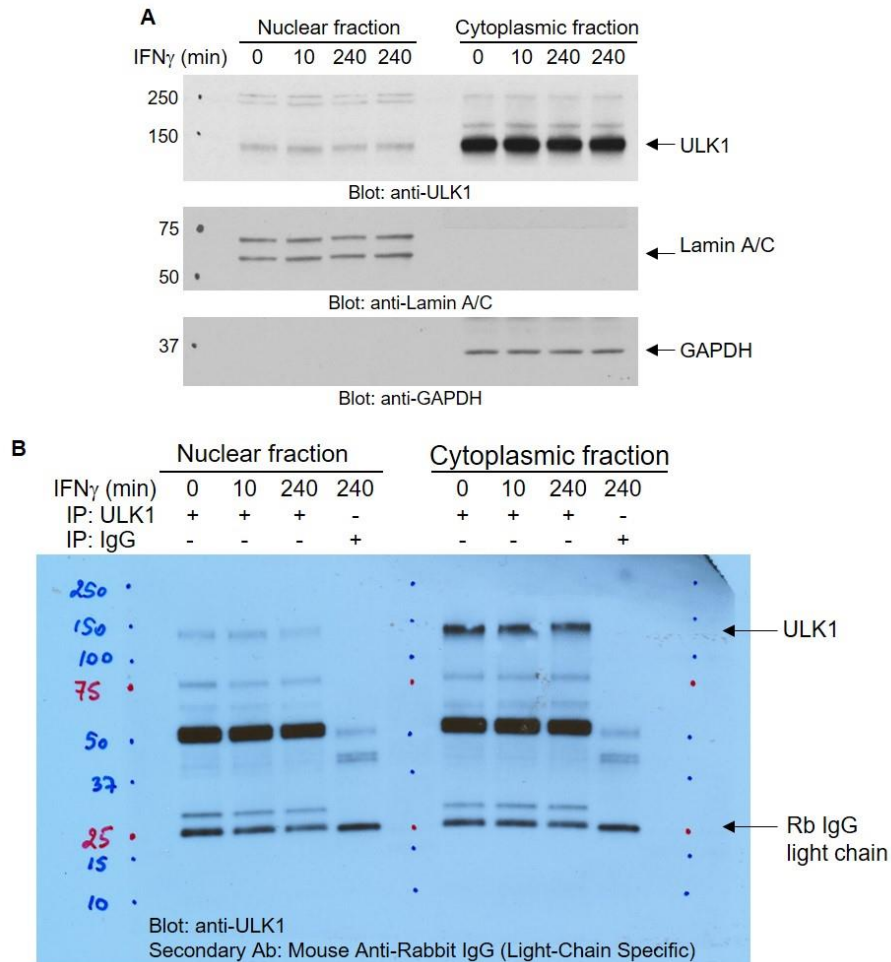 A
Nuclear fraction Cytoplasmic fraction
IFNγ (min) 0 10 240 240 0 10 240 240
250
150
ULK1
Blot: anti-ULK1
75
Lamin A/C
50
Blot: anti-Lamin A/C
37
GAPDH
Blot: anti-GAPDH
B
Nuclear fraction Cytoplasmic fraction
IFNγ (min) 0 10 240 240 0 10 240 240
IP: ULK1 + + + - + + + -
IP: IgG - - - + - - - +
250
150
ULK1
100
75
50
37
25
Rb IgG
light chain
15
10
Blot: anti-ULK1
Secondary Ab: Mouse Anti-Rabbit IgG (Light-Chain Specific)